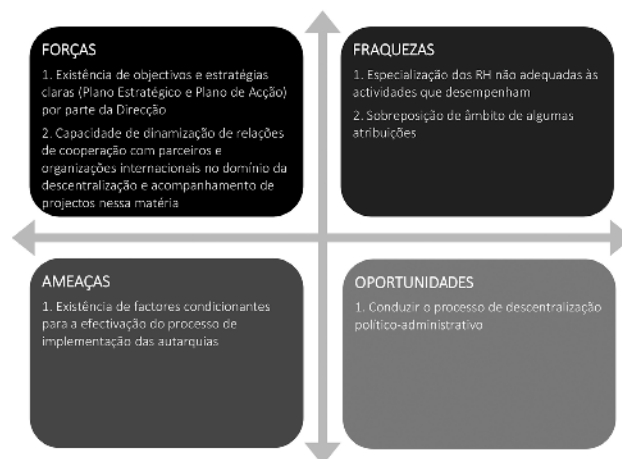 FORÇAS
1. Existência de objectivos e estratégias
claras (Plano Estratégico e Plano de Acção)
por parte da Direcção
2. Capacidade de dinamização de relações
de cooperação com parceiros e
organizações internacionais no domínio da
descentralização e acompanhamento de
projectos nessa matéria
FRAQUEZAS
1. Especialização dos RH não adequadas às
actividades que desempenham
2. Sobreposição de âmbito de algumas
atribuições
AMEAÇAS
1. Existência de factores condicionantes
para a efectivação do processo de
implementação das autarquias
OPORTUNIDADES
1. Conduzir o processo de descentralização
político-administrativo